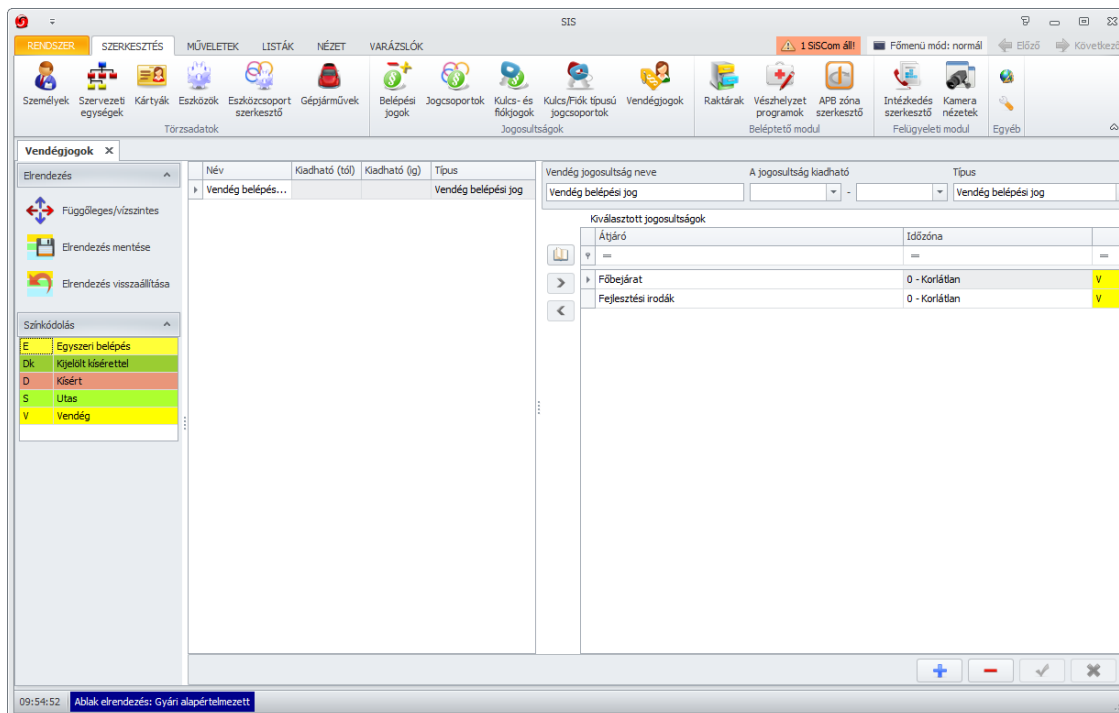 SIS
RENDSZER SZERKESZTÉS MŰVELETEK LISTÁK NÉZET VARÁZSLÓK 1 SiSCom áll! Főmenü mód: normál Előző Következő
Személyek Szervezeti egységek Kártyák Eszközök Eszközcsoport szerkesztő Gépjárművek Belépési jogok Jogcsoportok Kulcs- és fiókjogok Kulcs/Fiók típusú jogcsoportok Vendégjogok Raktárak Vészhelyzet programok APB zóna szerkesztő Intézkedés szerkesztő Kamera nézetek
Törzsadatok Jogosultságok Beléptető modul Felügyeleti modul Egyéb
Vendégjogok X
Elrendezés
Függőleges/vízszintes
Elrendezés mentése
Elrendezés visszaállítása
Színkódolás
E Egyszeri belépés
Dk Kijelölt kísérettel
D Kísért
S Utas
V Vendég
Név Kiadható (tól) Kiadható (ig) Típus
Vendég belépés... Vendég belépési jog
Vendég jogosultság neve A jogosultság kiadható Típus
Vendég belépési jog - Vendég belépési jog
Kiválasztott jogosultságok
Átjáró Időzóna
= = =
Főbejárat 0 - Korlátlan V
Fejlesztési irodák 0 - Korlátlan V
09:54:52 Ablak elrendezés: Gyári alapértelmezett